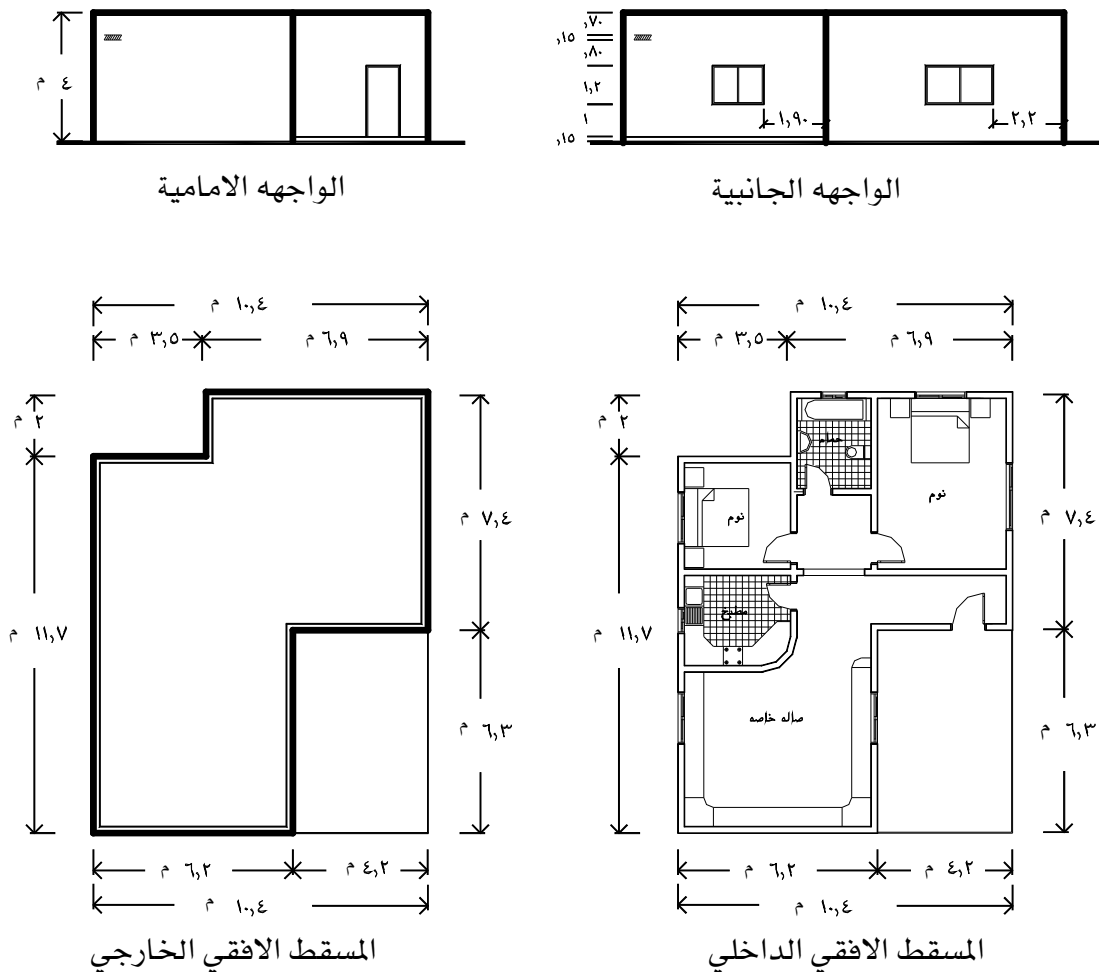 ٤ م
الواجهه الامامية
,٧٠
,١٥
,٨٠
١,٢
١
,١٥
١,٩٠
٢,٢
الواجهه الجانبية
١٠,٤ م
٣,٥ م
٦,٩ م
٢ م
١١,٧ م
٧,٤ م
٦,٣ م
٦,٢ م
٤,٢ م
١٠,٤ م
المسقط الافقي الخارجي
١٠,٤ م
٣,٥ م
٦,٩ م
٢ م
١١,٧ م
حمام
نوم
نوم
مطبخ
صاله خاصه
٧,٤ م
٦,٣ م
٦,٢ م
٤,٢ م
١٠,٤ م
المسقط الافقي الداخلي